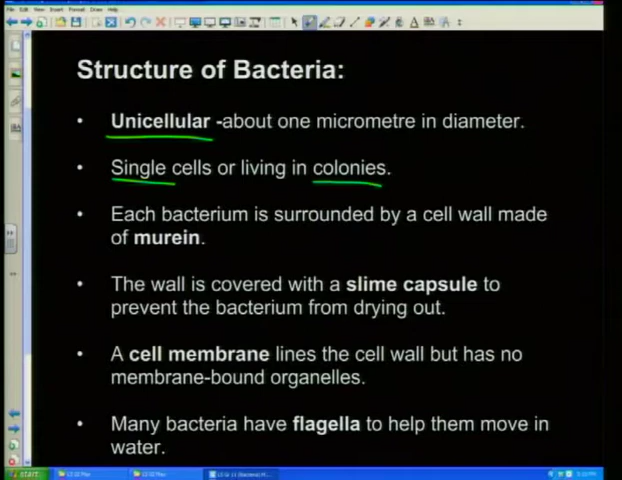 Structure of Bacteria:
• Unicellular -about one micrometre in diameter.
• Single cells or living in colonies.
• Each bacterium is surrounded by a cell wall made
of murein.
• The wall is covered with a slime capsule to
prevent the bacterium from drying out.
• A cell membrane lines the cell wall but has no
membrane-bound organelles.
• Many bacteria have flagella to help them move in
water.
START